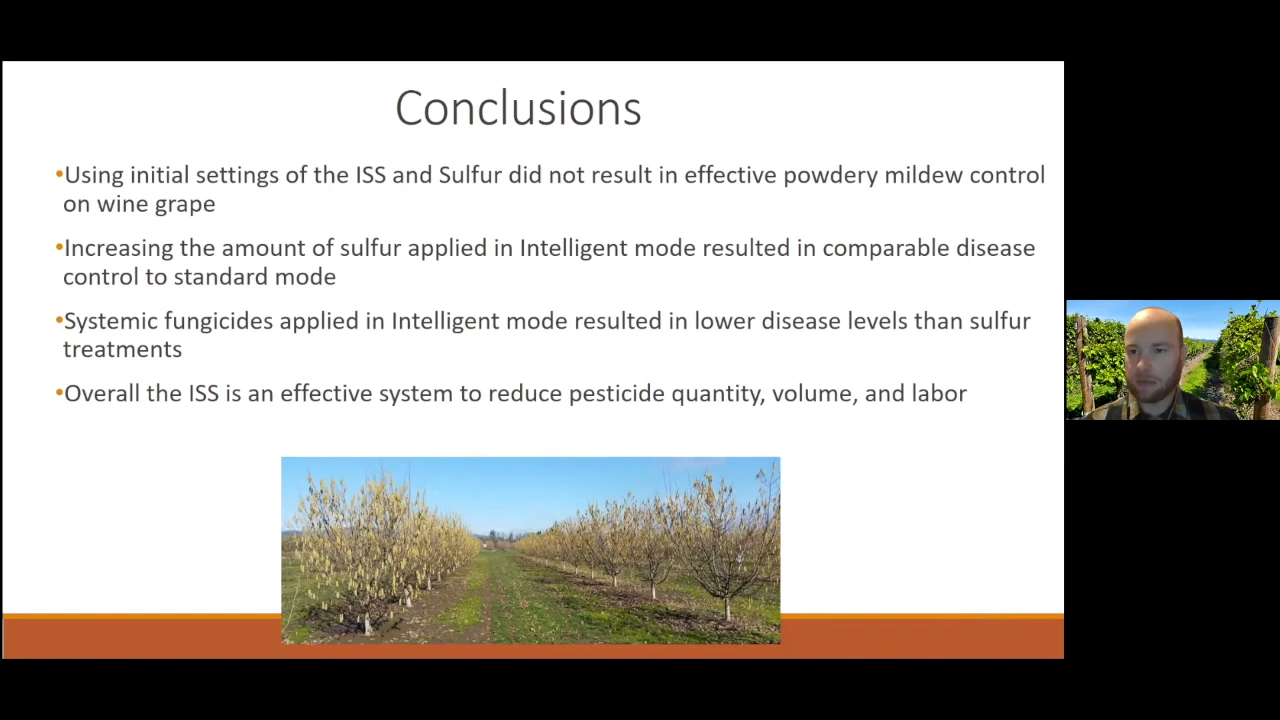 Conclusions
•Using initial settings of the ISS and Sulfur did not result in effective powdery mildew control
on wine grape
•Increasing the amount of sulfur applied in Intelligent mode resulted in comparable disease
control to standard mode
•Systemic fungicides applied in Intelligent mode resulted in lower disease levels than sulfur
treatments
•Overall the ISS is an effective system to reduce pesticide quantity, volume, and labor